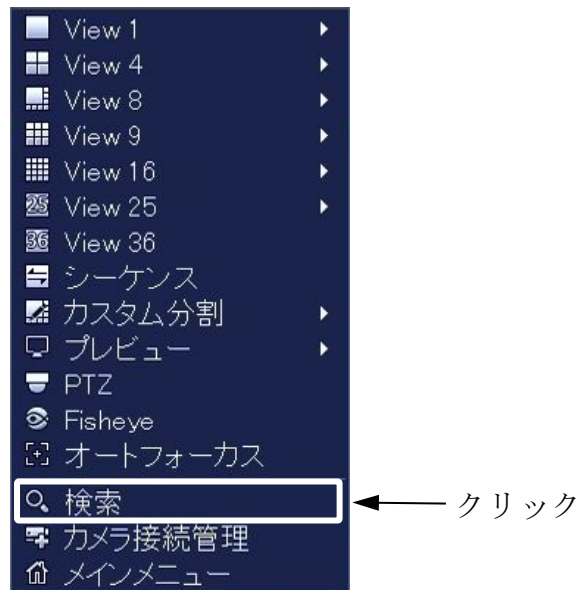 View 1
View 4
View 8
View 9
View 16
25 View 25
36 View 36
シーケンス
カスタム分割
プレビュー
PTZ
Fisheye
オートフォーカス
検索
クリック
カメラ接続管理
メインメニュー